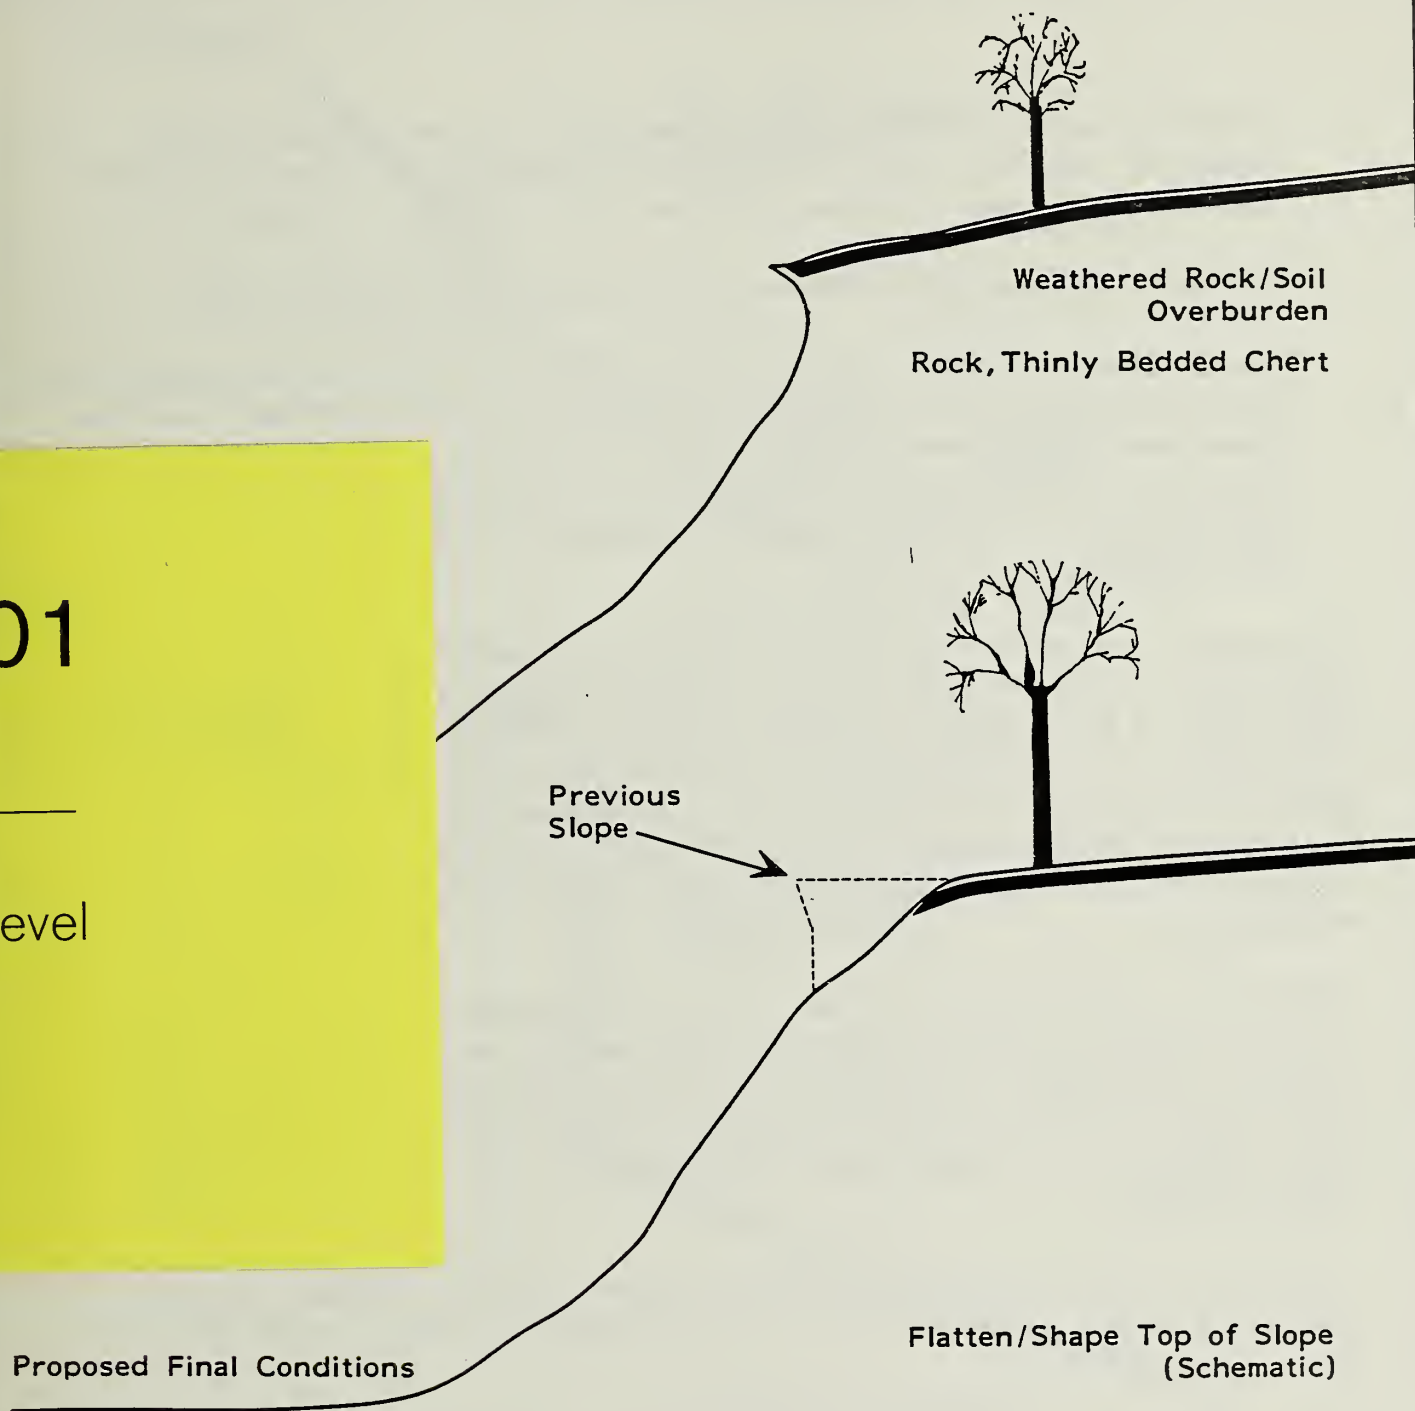 Weathered Rock/Soil
Overburden
Rock, Thinly Bedded Chert
01
evel
Previous
Slope
Flatten/Shape Top of Slope
(Schematic)
Proposed Final Conditions